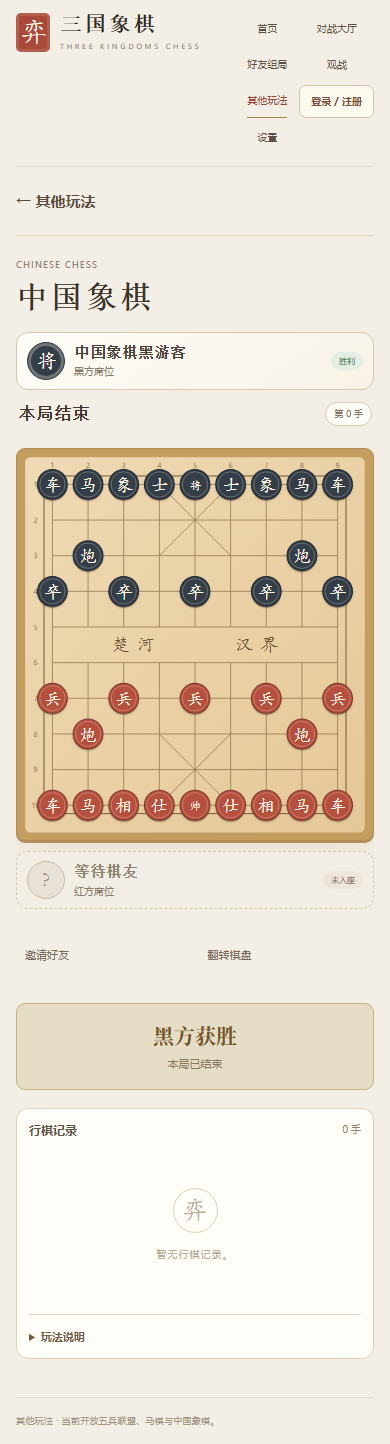 弈 三国象棋
THREE KINGDOMS CHESS
首页 对战大厅
好友组局 观战
其他玩法 登录 / 注册
设置
← 其他玩法
CHINESE CHESS
中国象棋
将 中国象棋黑游客
黑方席位
胜利
本局结束 第 0 手
1 2 3 4 5 6 7 8 9
车 马 象 士 将 士 象 马 车
2
3 炮 炮
卒 卒 卒 卒 卒
5
楚河 汉界
6
兵 兵 兵 兵 兵
8 炮 炮
9
车 马 相 仕 帅 仕 相 马 车
? 等待棋友
红方席位
未入座
邀请好友 翻转棋盘
黑方获胜
本局已结束
行棋记录 0 手
弈
暂无行棋记录。
▶ 玩法说明
其他玩法 · 当前开放五兵联盟、马棋与中国象棋。